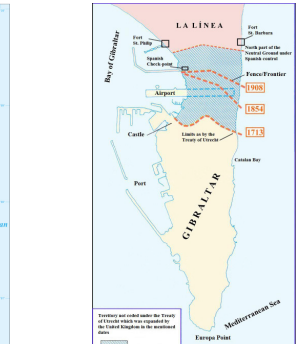 LA LÍNEA
Fort
St. Philip
Fort
St. Barbara
Bay of Gibraltar
North part of the
Neutral Ground under
Spanish control
Spanish
Check-point
Fence/Frontier
1908
Airport
1854
1713
Castle
Limits as by the
Treaty of Utrecht
Catalan Bay
Port
GIBRALTAR
Mediterranean Sea
Territory not ceded under the Treaty
of Utrecht which was expanded by
the United Kingdom in the mentioned
dates
Europa Point